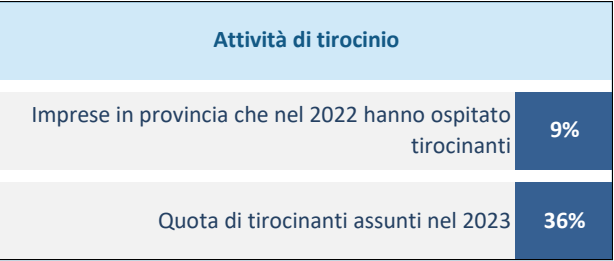 Attività di tirocinio
Imprese in provincia che nel 2022 hanno ospitato
tirocinanti
9%
Quota di tirocinanti assunti nel 2023
36%